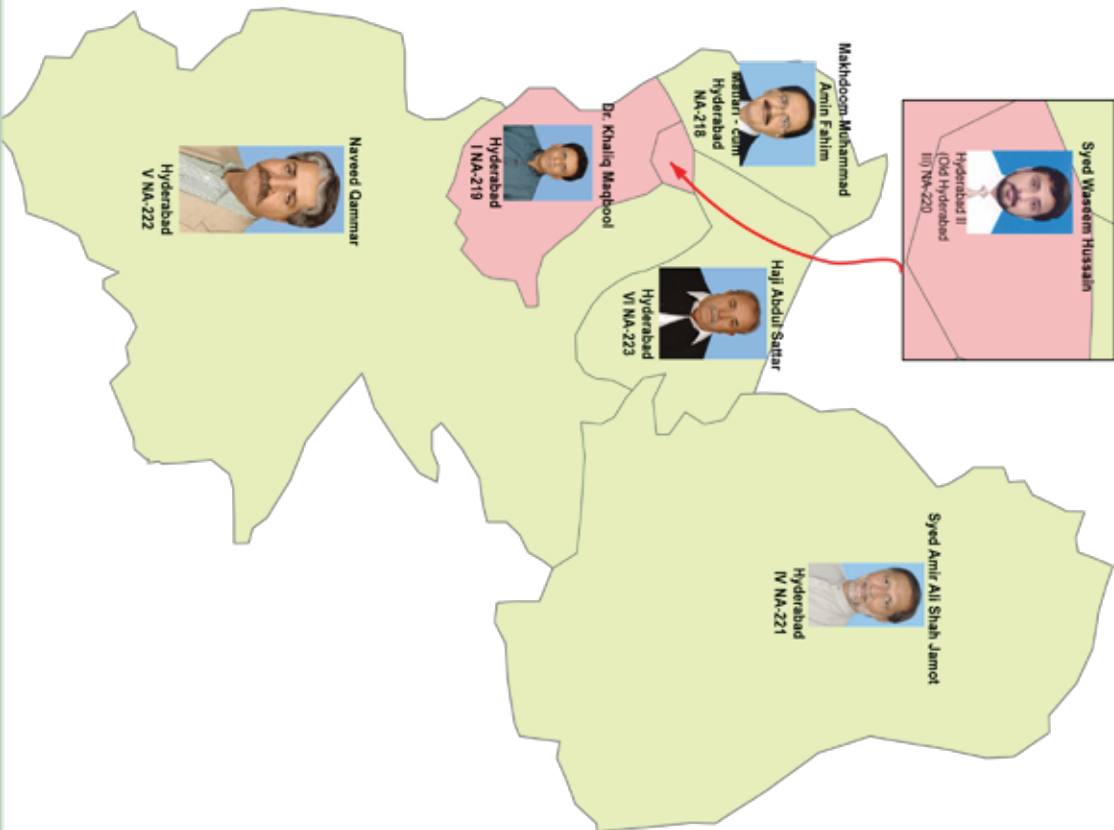 Syed Waseem Hussain
Hyderabad II
(Old Hyderabad
III) NA-220
Makhdoom Muhammad
Amin Fahim
Matiari - cum
Hyderabad
NA-218
Haji Abdul Sattar
Hyderabad
VI NA-223
Dr. Khaliq Maqbool
Hyderabad
I NA-219
Naveed Qammar
Hyderabad
V NA-222
Syed Amir Ali Shah Jamot
Hyderabad
IV NA-221